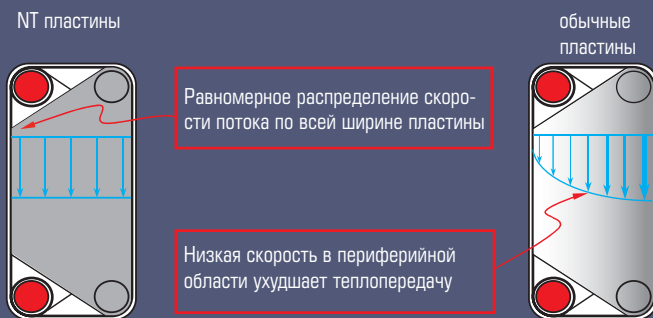 NT пластины
обычные
пластины
Равномерное распределение скоро-
сти потока по всей ширине пластины
Низкая скорость в периферийной
области ухудшает теплопередачу